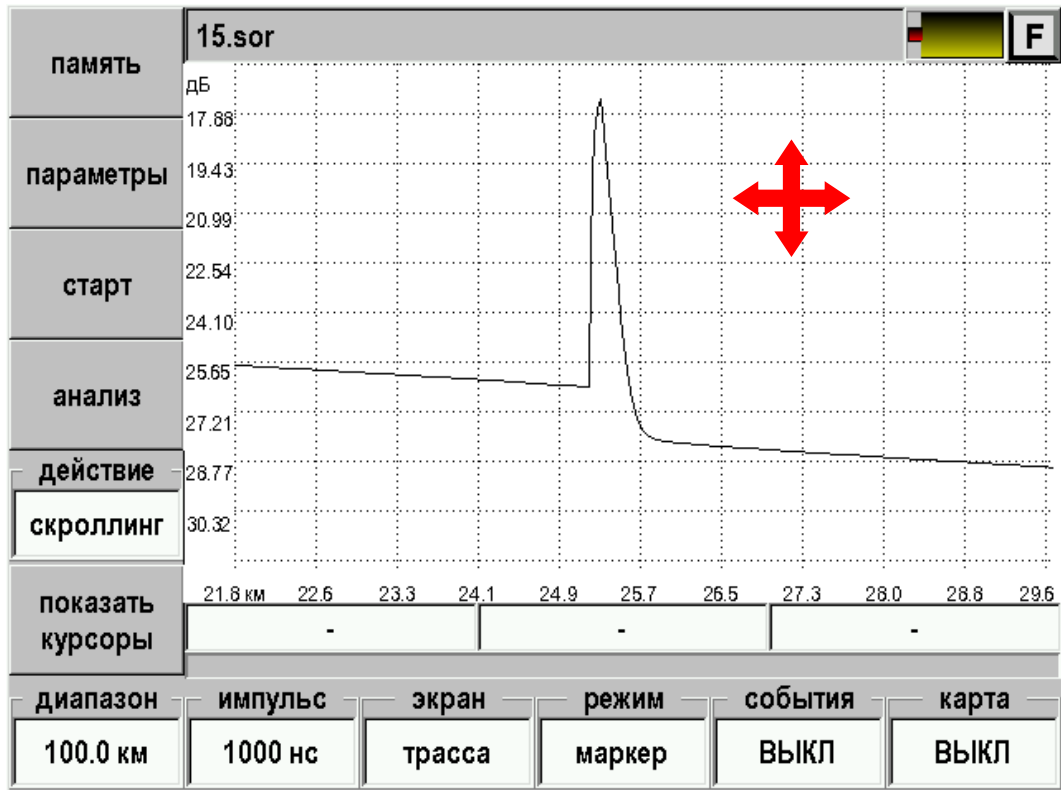 15.sor
F
память
параметры
старт
анализ
действие
скроллинг
показать
курсоры
дБ
17.88
19.43
20.99
22.54
24.10
25.65
27.21
28.77
30.32
21.8 км 22.6 23.3 24.1 24.9 25.7 26.5 27.3 28.0 28.8 29.6
- - -
диапазон импульс экран режим события карта
100.0 км 1000 нс трасса маркер ВЫКЛ ВЫКЛ